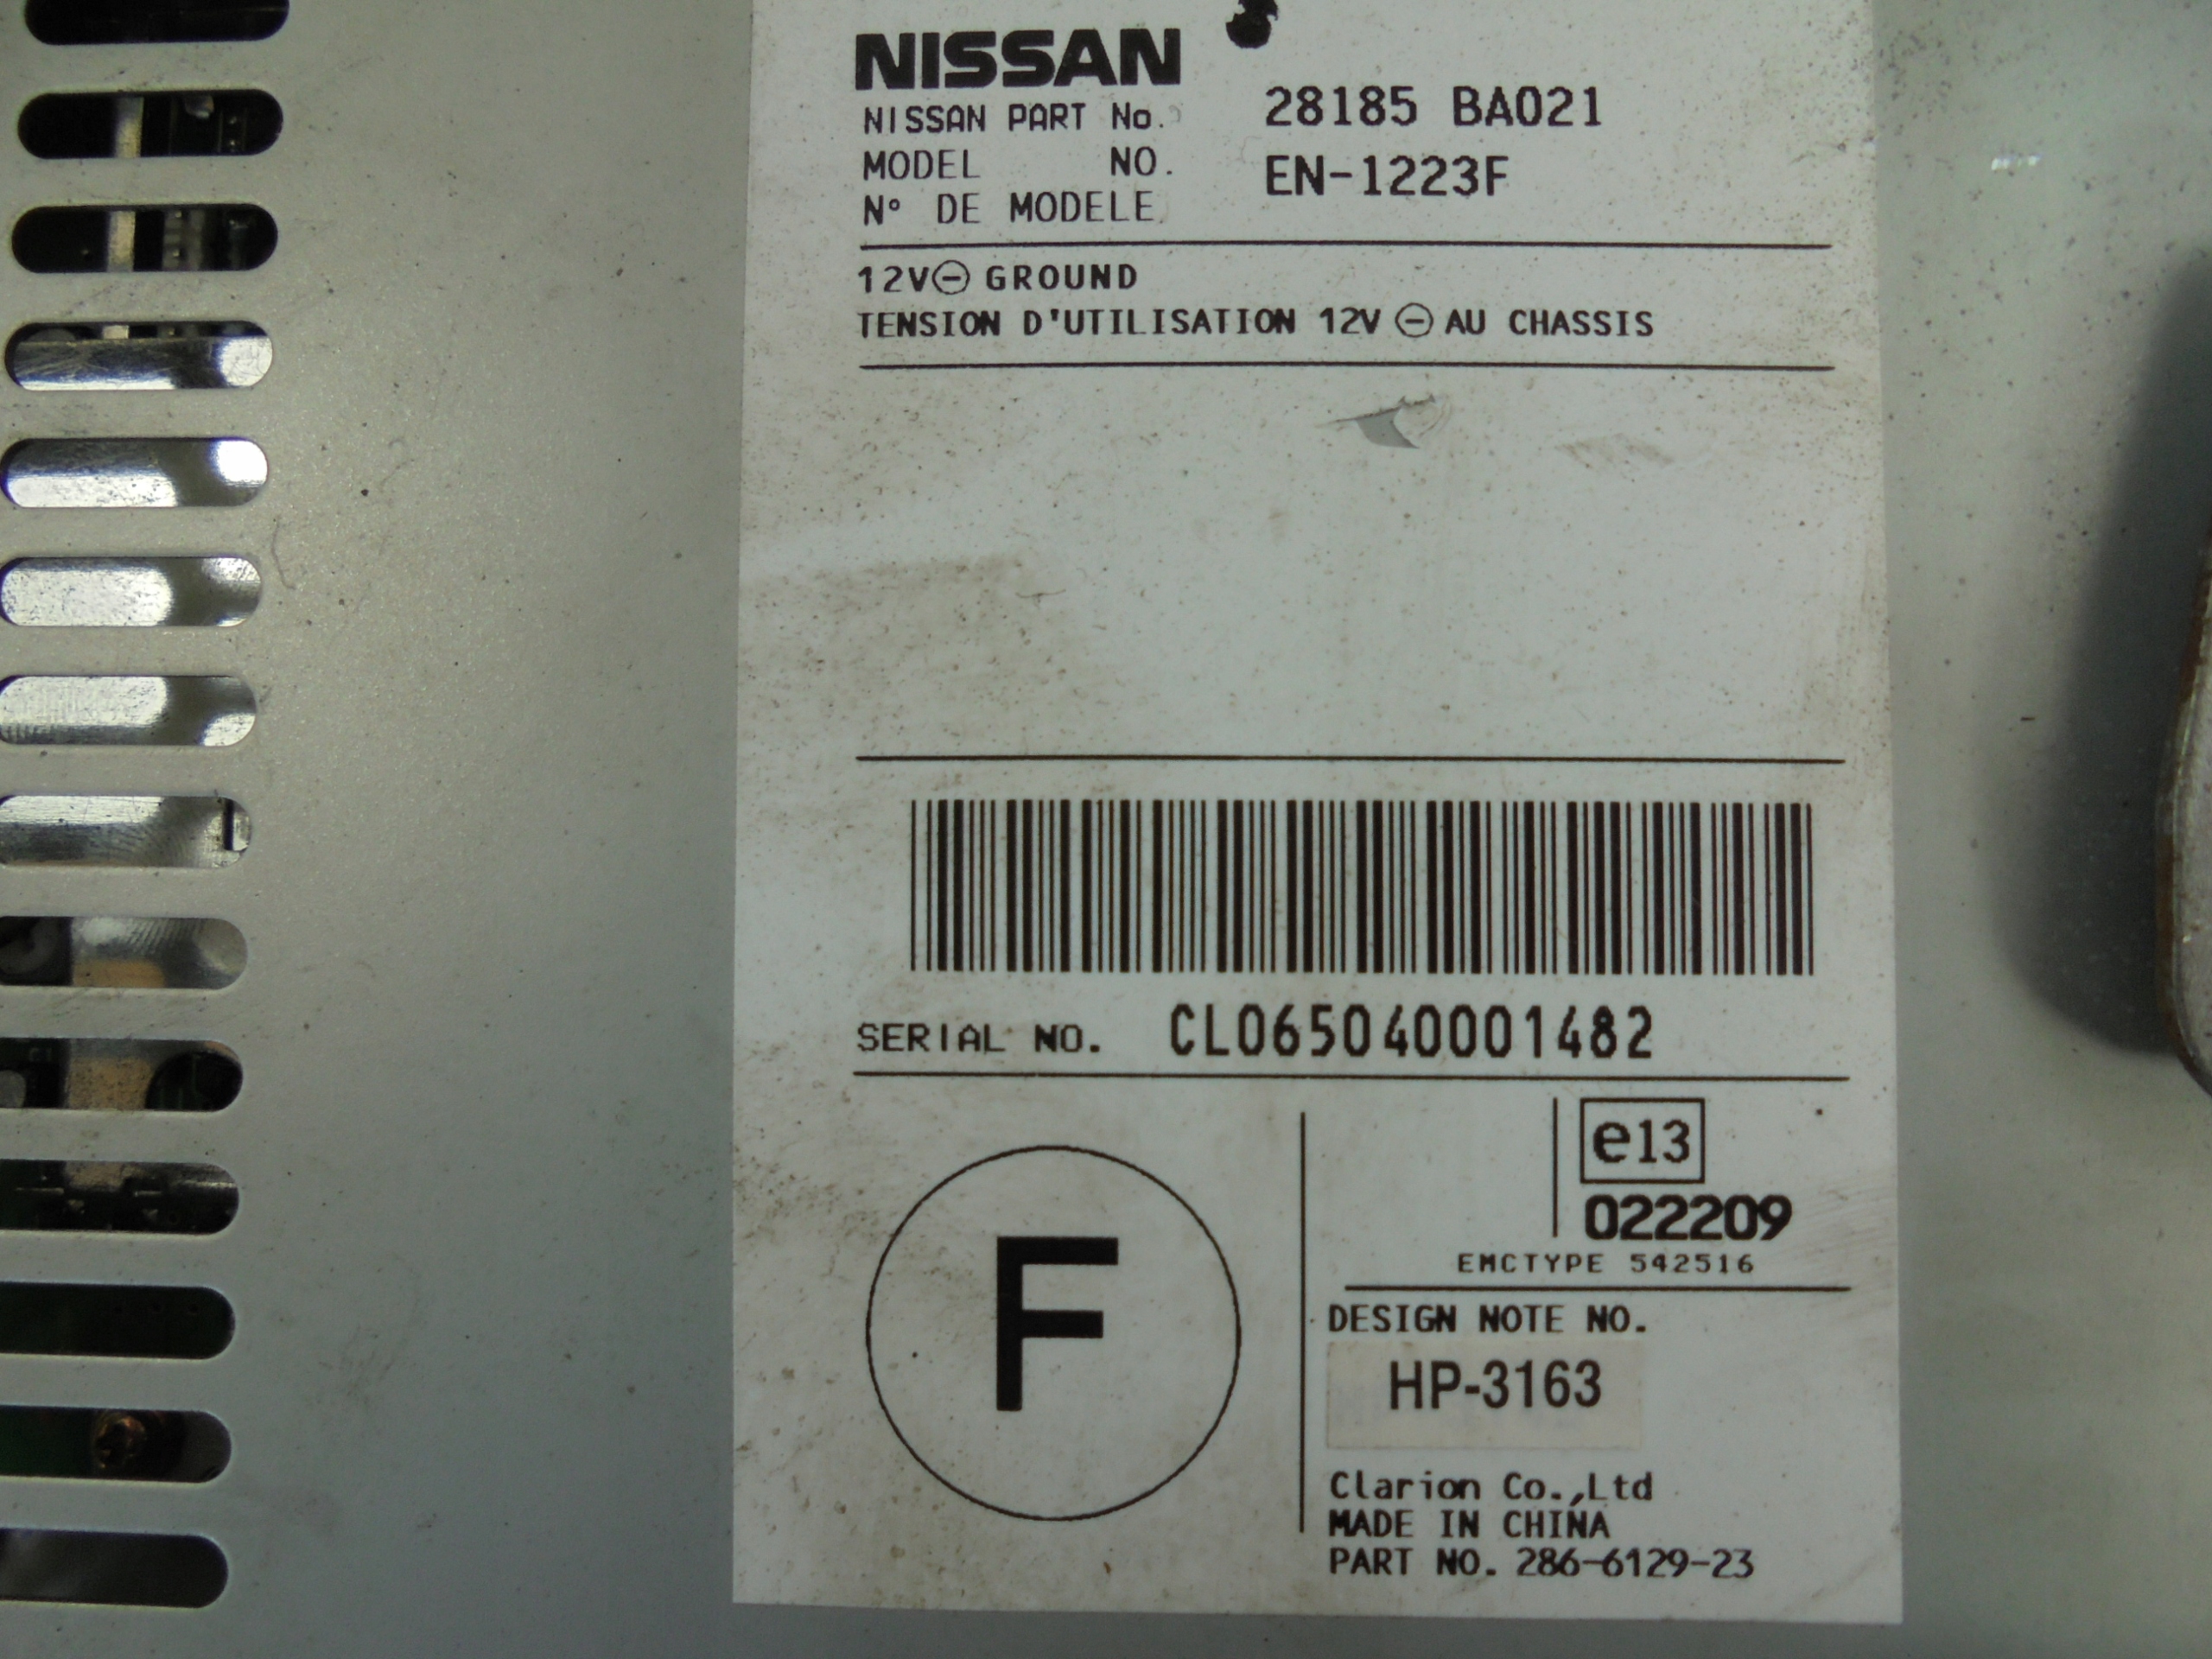 NISSAN
NISSAN PART No. 28185 BA021
MODEL NO. EN-1223F
N° DE MODELE
12V⊖ GROUND
TENSION D'UTILISATION 12V ⊖ AU CHASSIS
SERIAL NO. CL065040001482
F
e13
022209
EMCTYPE 542516
DESIGN NOTE NO.
HP-3163
Clarion Co.,Ltd
MADE IN CHINA
PART NO. 286-6129-23